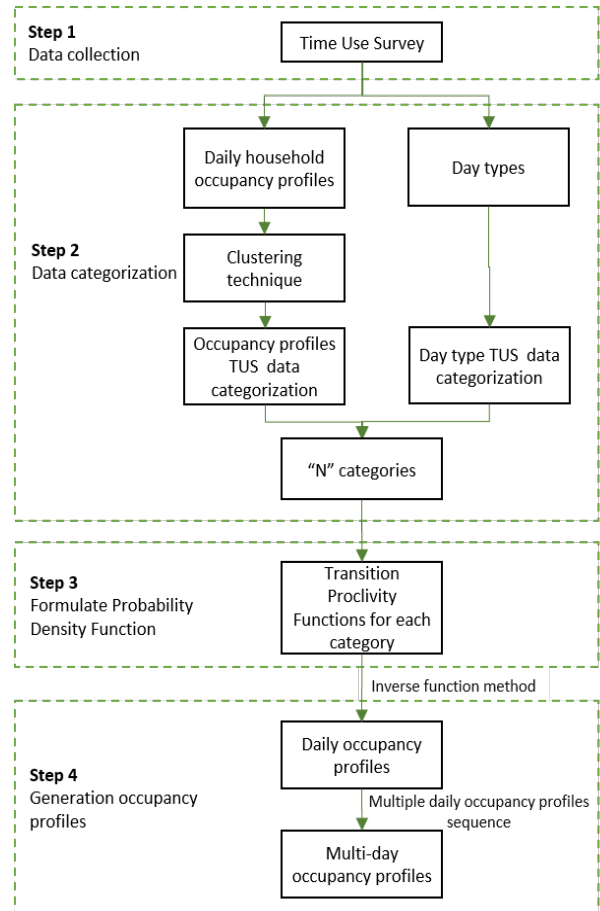 Step 1
Data collection
Time Use Survey
Step 2
Data categorization
Daily household
occupancy profiles
Day types
Clustering
technique
Occupancy profiles
TUS data
categorization
Day type TUS data
categorization
“N” categories
Step 3
Formulate Probability
Density Function
Transition
Proclivity
Functions for each
category
Inverse function method
Step 4
Generation occupancy
profiles
Daily occupancy
profiles
Multiple daily occupancy profiles
sequence
Multi-day
occupancy profiles